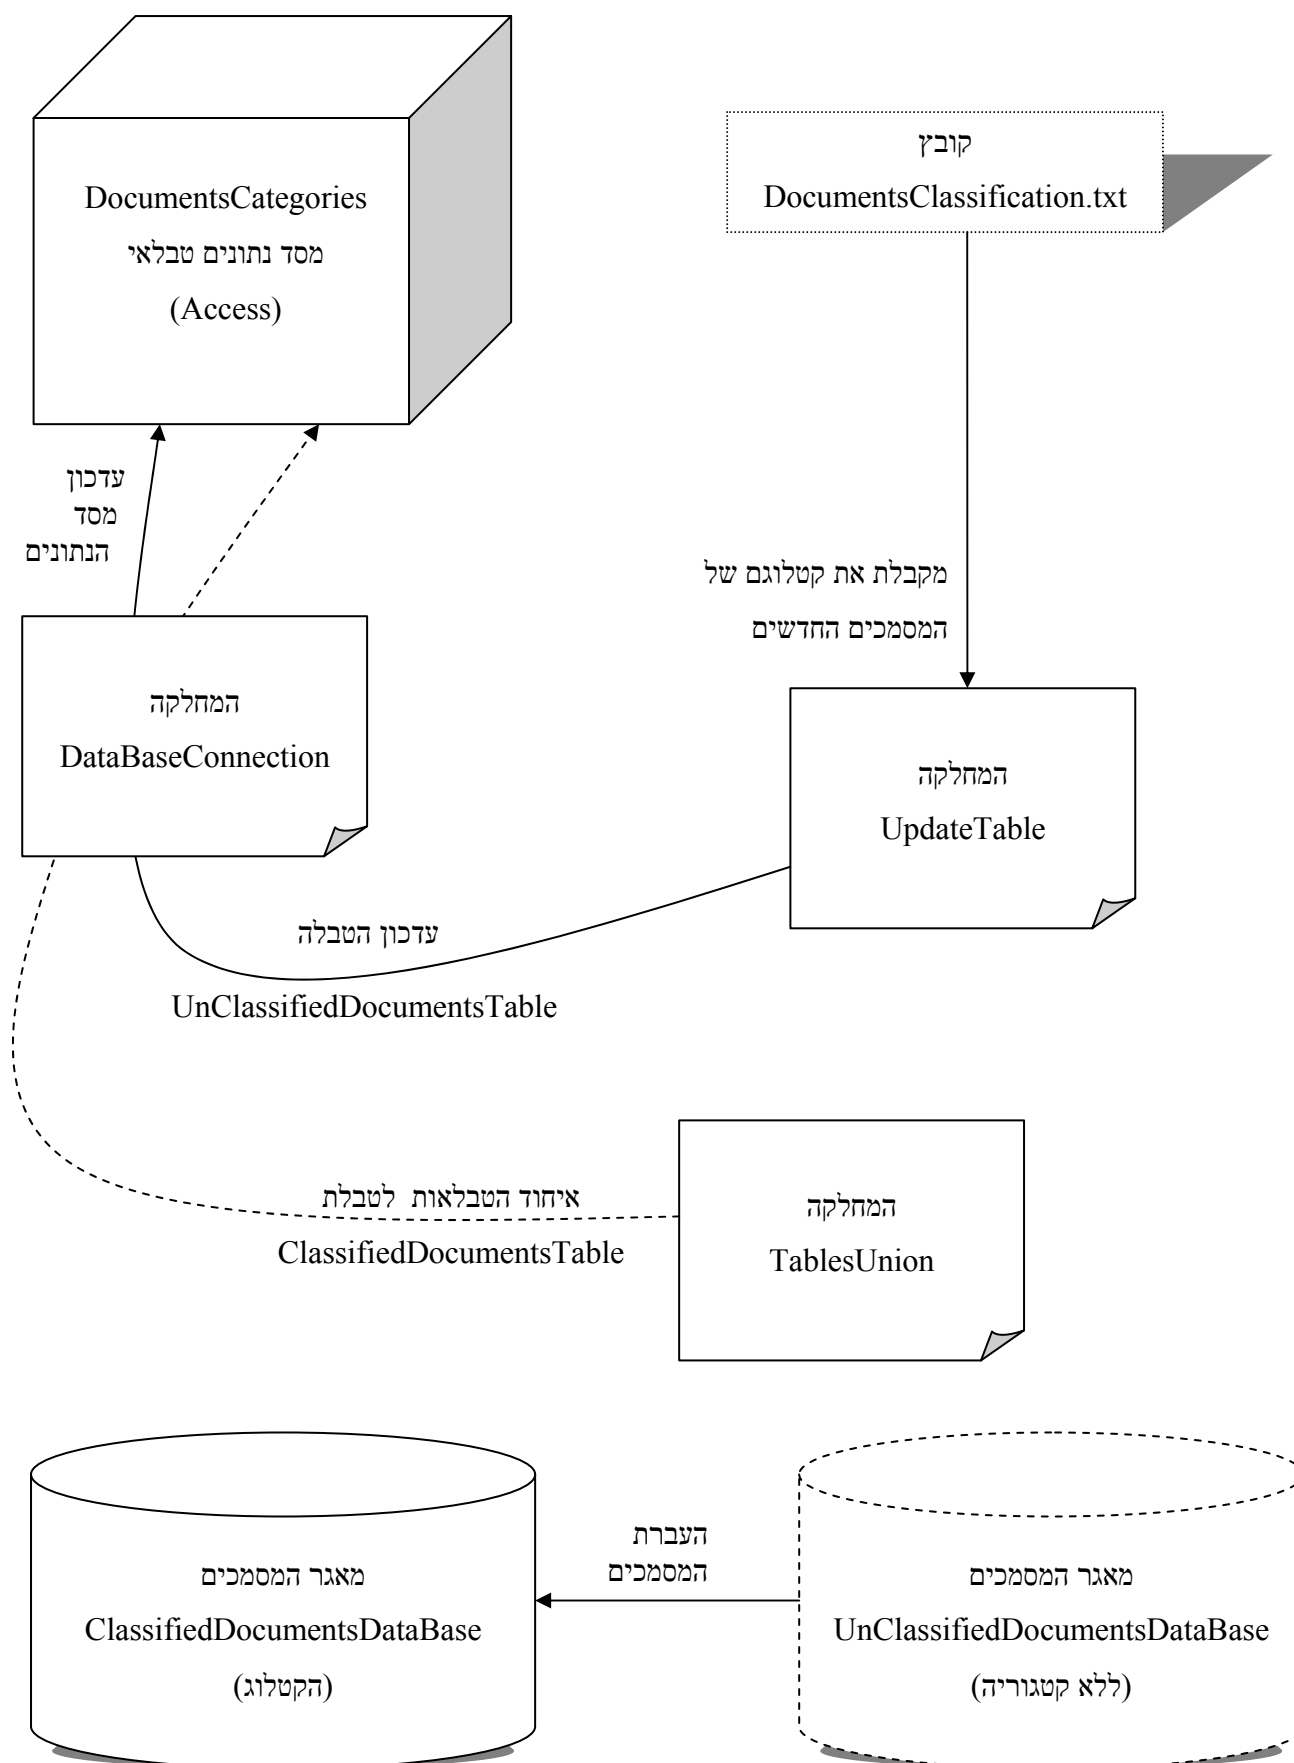 DocumentsCategories
מסד נתונים טבלאי
(Access)
קובץ
DocumentsClassification.txt
עדכון
מסד
הנתונים
מקבלת את קטלוגם של
המסמכים החדשים
המחלקה
DataBaseConnection
המחלקה
UpdateTable
עדכון הטבלה
UnClassifiedDocumentsTable
איחוד הטבלאות לטבלת
ClassifiedDocumentsTable
המחלקה
TablesUnion
העברת
המסמכים
מאגר המסמכים
ClassifiedDocumentsDataBase
(הקטלוג)
מאגר המסמכים
UnClassifiedDocumentsDataBase
(ללא קטגוריה)